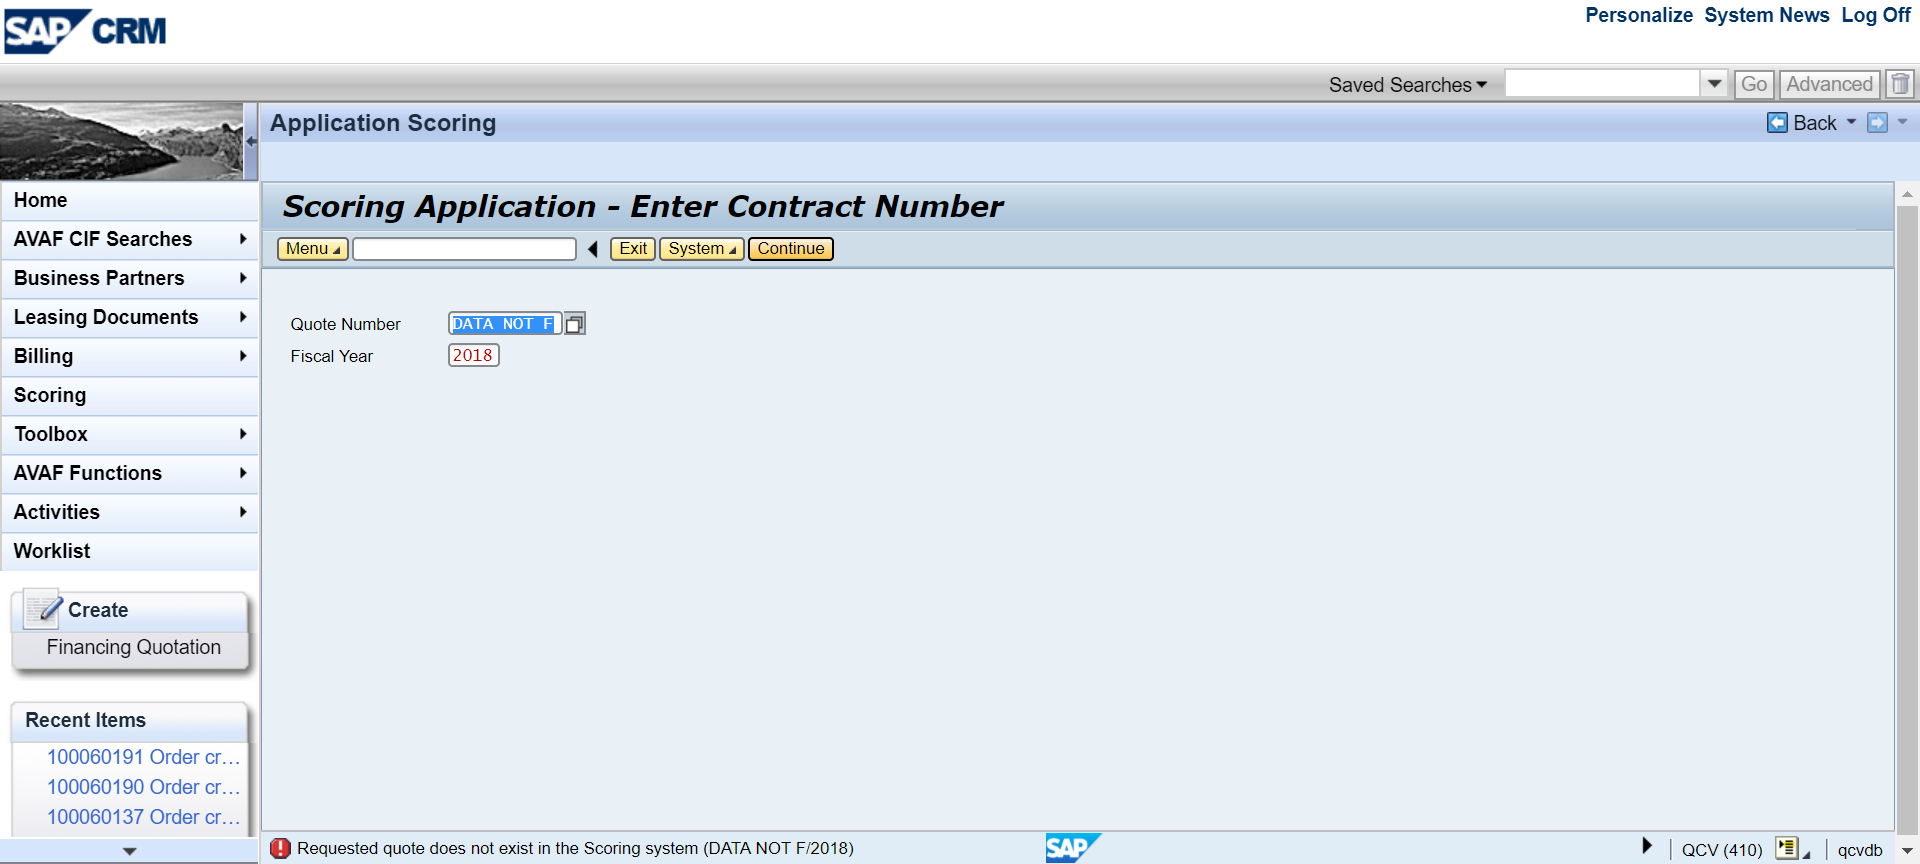 SAP CRM
Personalize System News Log Off
Saved Searches Go Advanced
Application Scoring Back
Home
AVAF CIF Searches
Business Partners
Leasing Documents
Billing
Scoring
Toolbox
AVAF Functions
Activities
Worklist
Create
Financing Quotation
Recent Items
100060191 Order cr...
100060190 Order cr...
100060137 Order cr...
Scoring Application - Enter Contract Number
Menu Exit System Continue
Quote Number DATA NOT F
Fiscal Year 2018
Requested quote does not exist in the Scoring system (DATA NOT F/2018) SAP QCV (410) qcvdb